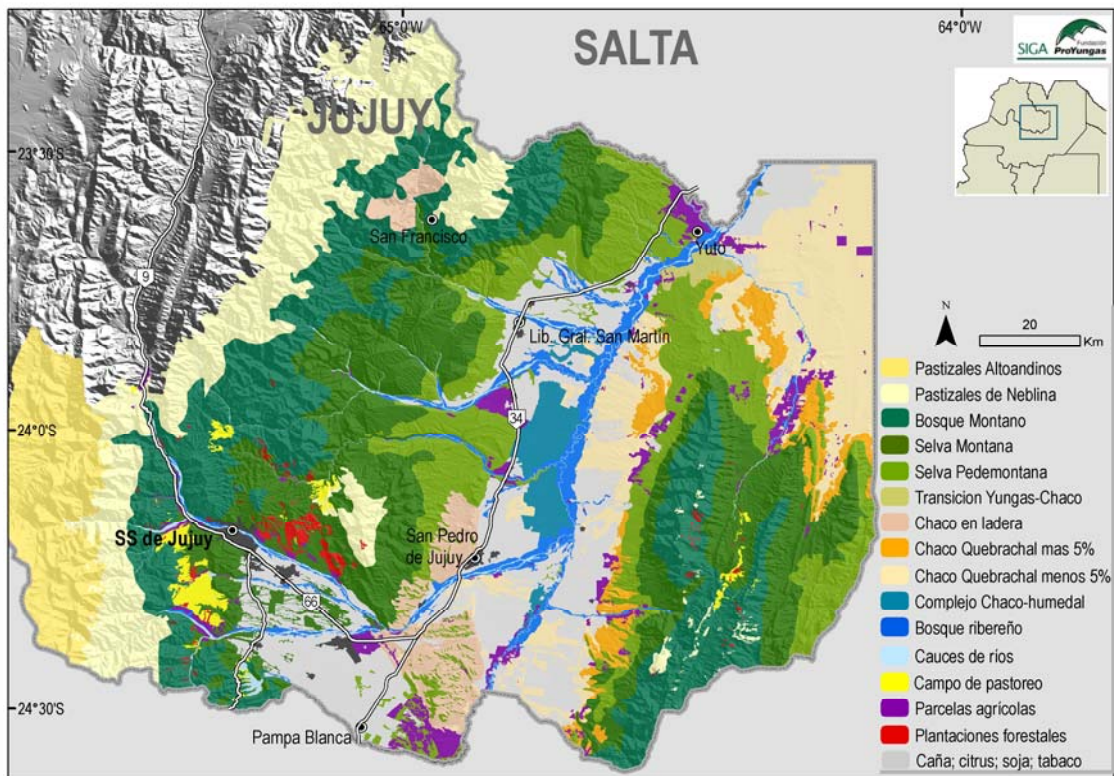 65°0'W
64°0'W
SALTA
SIGA
Fundación
ProYungas
JUJUY
23°30'S
San Francisco
Yuto
9
N
20
Km
Lib. Gral. San Martín
34
24°0'S
SS de Jujuy
San Pedro
de Jujuy
66
24°30'S
Pampa Blanca
Pastizales Altoandinos
Pastizales de Neblina
Bosque Montano
Selva Montana
Selva Pedemontana
Transicion Yungas-Chaco
Chaco en ladera
Chaco Quebrachal mas 5%
Chaco Quebrachal menos 5%
Complejo Chaco-humedal
Bosque ribereño
Cauces de ríos
Campo de pastoreo
Parcelas agrícolas
Plantaciones forestales
Caña; citrus; soja; tabaco